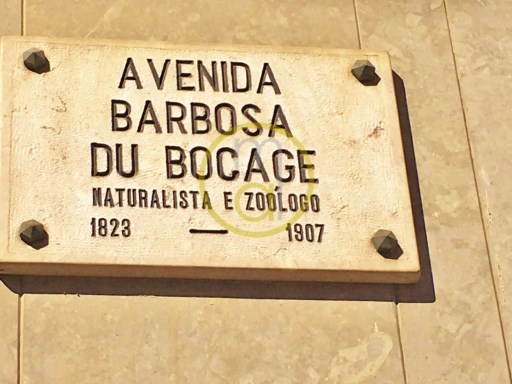 AVENIDA
BARBOSA
DU BOCAGE
NATURALISTA E ZOÓLOGO
1823 — 1907